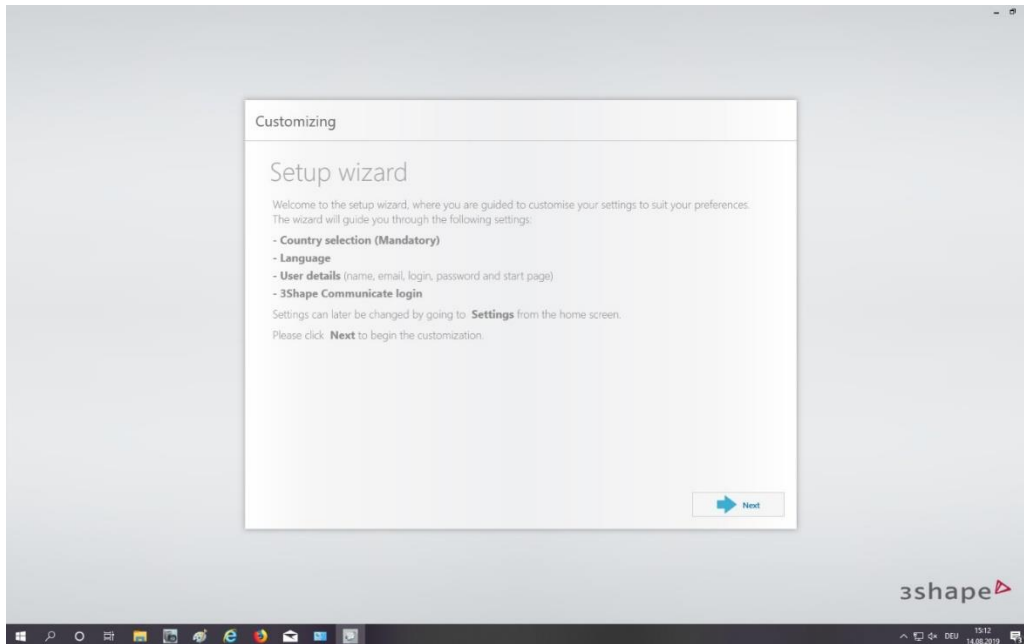 Customizing
Setup wizard
Welcome to the setup wizard, where you are guided to customise your settings to suit your preferences.
The wizard will guide you through the following settings:
- Country selection (Mandatory)
- Language
- User details (name, email, login, password and start page)
- 3Shape Communicate login
Settings can later be changed by going to Settings from the home screen.
Please click Next to begin the customization.
Next
3shape
DEU
15:12
14.08.2019